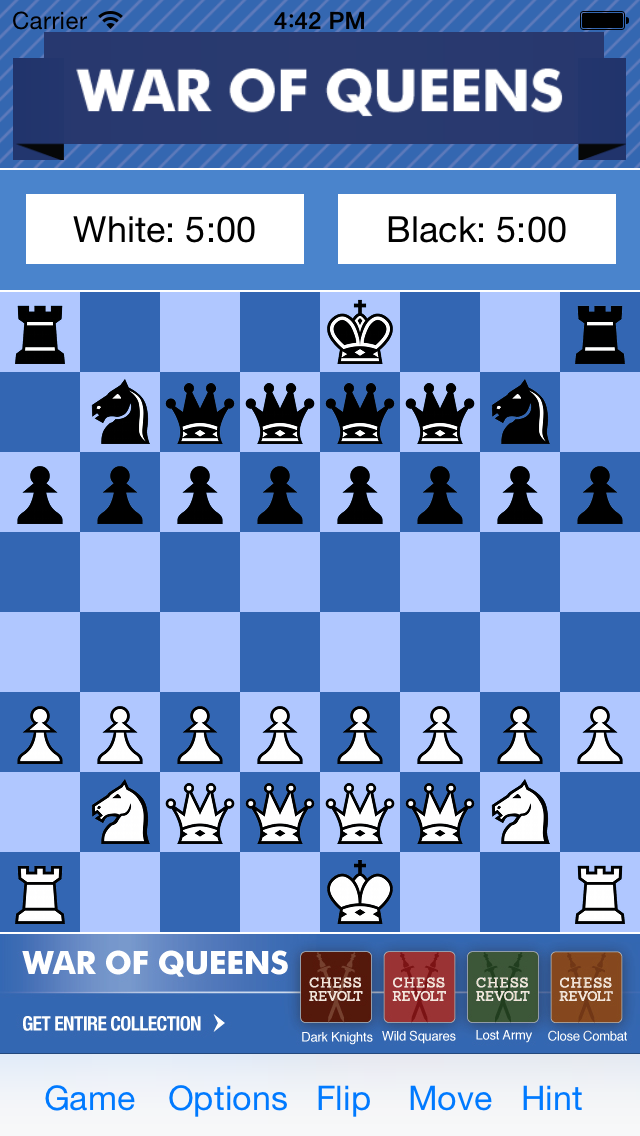 Carrier 4:42 PM
WAR OF QUEENS
White: 5:00 Black: 5:00
WAR OF QUEENS
GET ENTIRE COLLECTION
CHESS REVOLT CHESS REVOLT CHESS REVOLT CHESS REVOLT
Dark Knights Wild Squares Lost Army Close Combat
Game Options Flip Move Hint